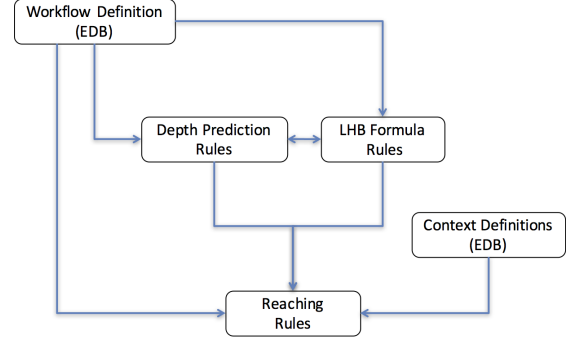 Workflow Definition
(EDB)
Depth Prediction
Rules
LHB Formula
Rules
Context Definitions
(EDB)
Reaching
Rules